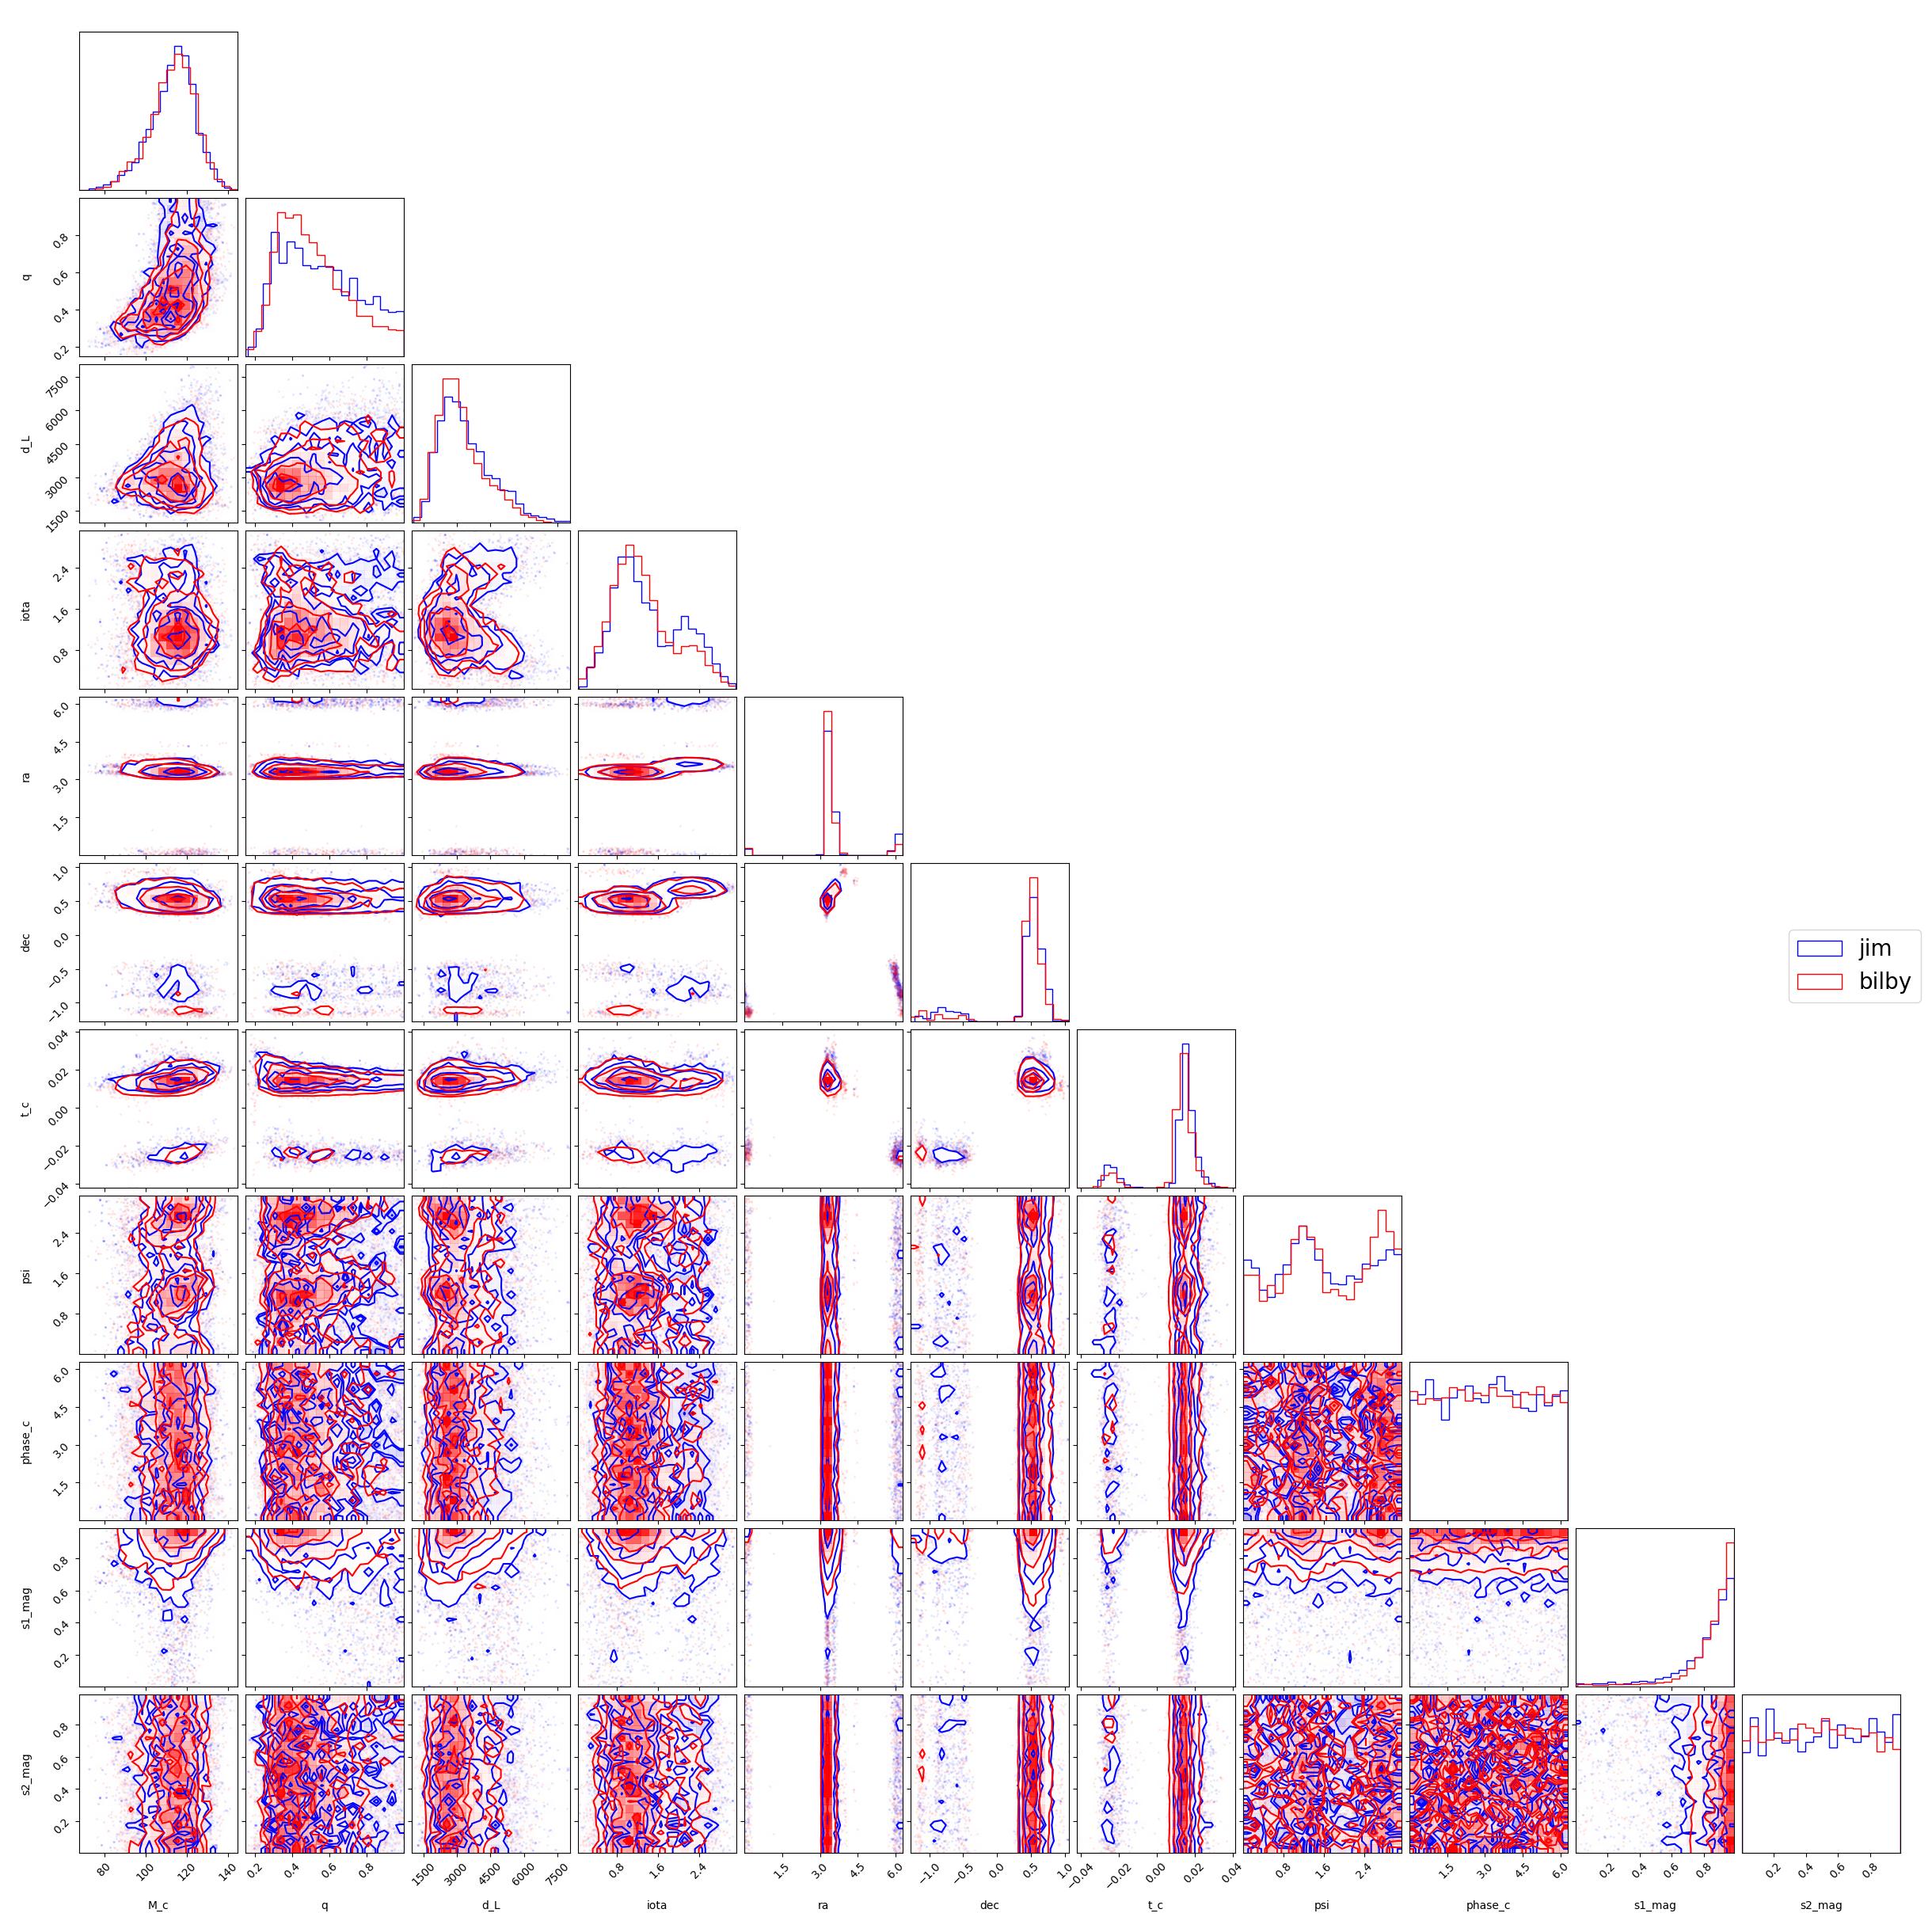 q
0.2
0.4
0.6
0.8
d_L
1500
3000
4500
6000
7500
iota
0.8
1.6
2.4
ra
1.5
3.0
4.5
6.0
dec
−1.0
−0.5
0.0
0.5
1.0
jim
bilby
t_c
−0.04
−0.02
0.00
0.02
0.04
psi
0.8
1.6
2.4
phase_c
1.5
3.0
4.5
6.0
s1_mag
0.2
0.4
0.6
0.8
s2_mag
0.2
0.4
0.6
0.8
80 100 120 140
0.2 0.4 0.6 0.8
1500 3000 4500 6000 7500
0.8 1.6 2.4
1.5 3.0 4.5 6.0
−1.0 −0.5 0.0 0.5 1.0
−0.04 −0.02 0.00 0.02 0.04
0.8 1.6 2.4
1.5 3.0 4.5 6.0
0.2 0.4 0.6 0.8
0.2 0.4 0.6 0.8
M_c q d_L iota ra dec t_c psi phase_c s1_mag s2_mag